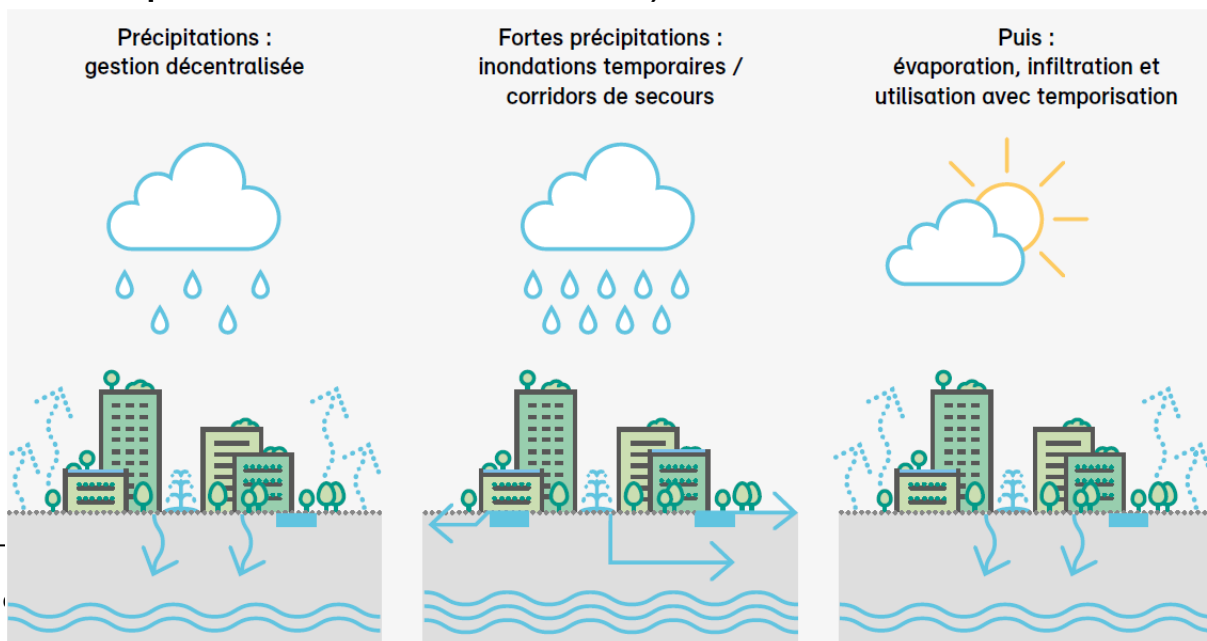 Précipitations :
gestion décentralisée
Fortes précipitations :
inondations temporaires /
corridors de secours
Puis :
évaporation, infiltration et
utilisation avec temporisation